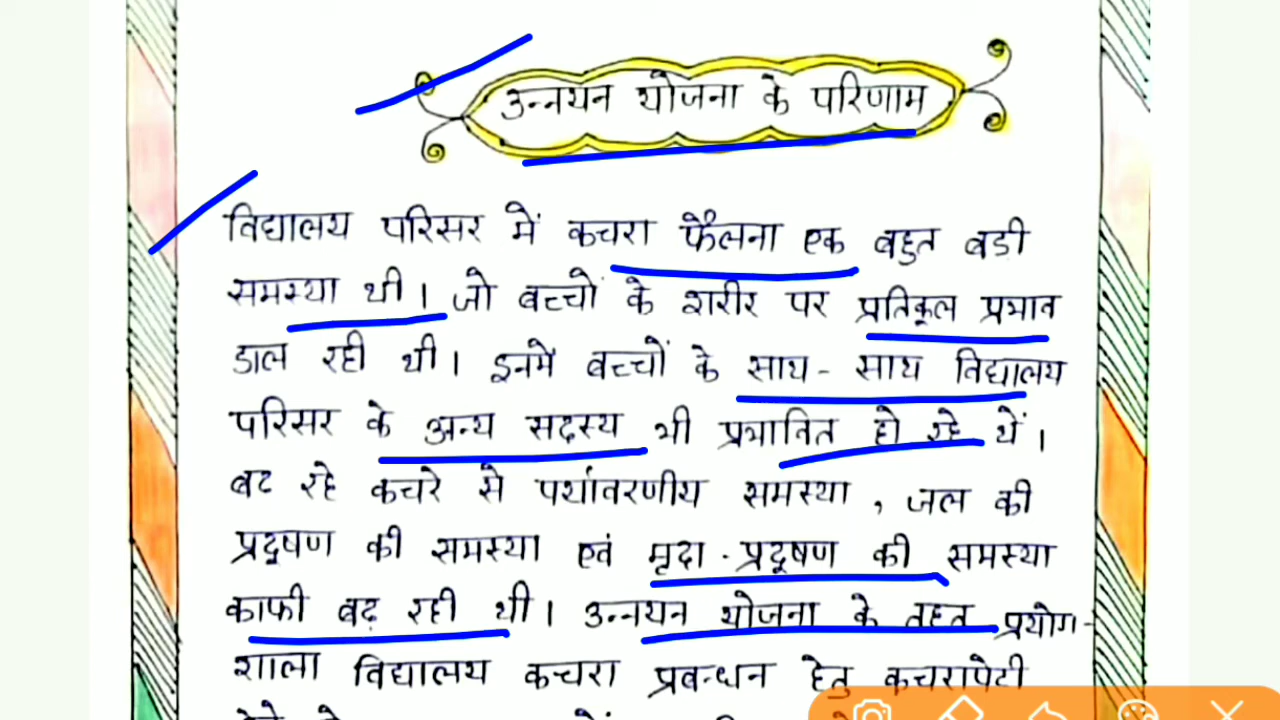 उन्नयन योजना के परिणाम
विद्यालय परिसर में कचरा फैलना एक बहुत बडी
समस्या थी। जो बच्चों के शरीर पर प्रतिकूल प्रभाव
डाल रही थी। इनमें बच्चों के साथ - साथ विद्यालय
परिसर के अन्य सदस्य भी प्रभावित हो रहे थें।
बढ रहे कचरे से पर्यावरणीय समस्या , जल की
प्रदूषण की समस्या एवं मृदा - प्रदूषण की समस्या
काफी बढ़ रही थी। उन्नयन योजना के तहत प्रयोग-
शाला विद्यालय कचरा प्रबन्धन हेतु कचरापेटी